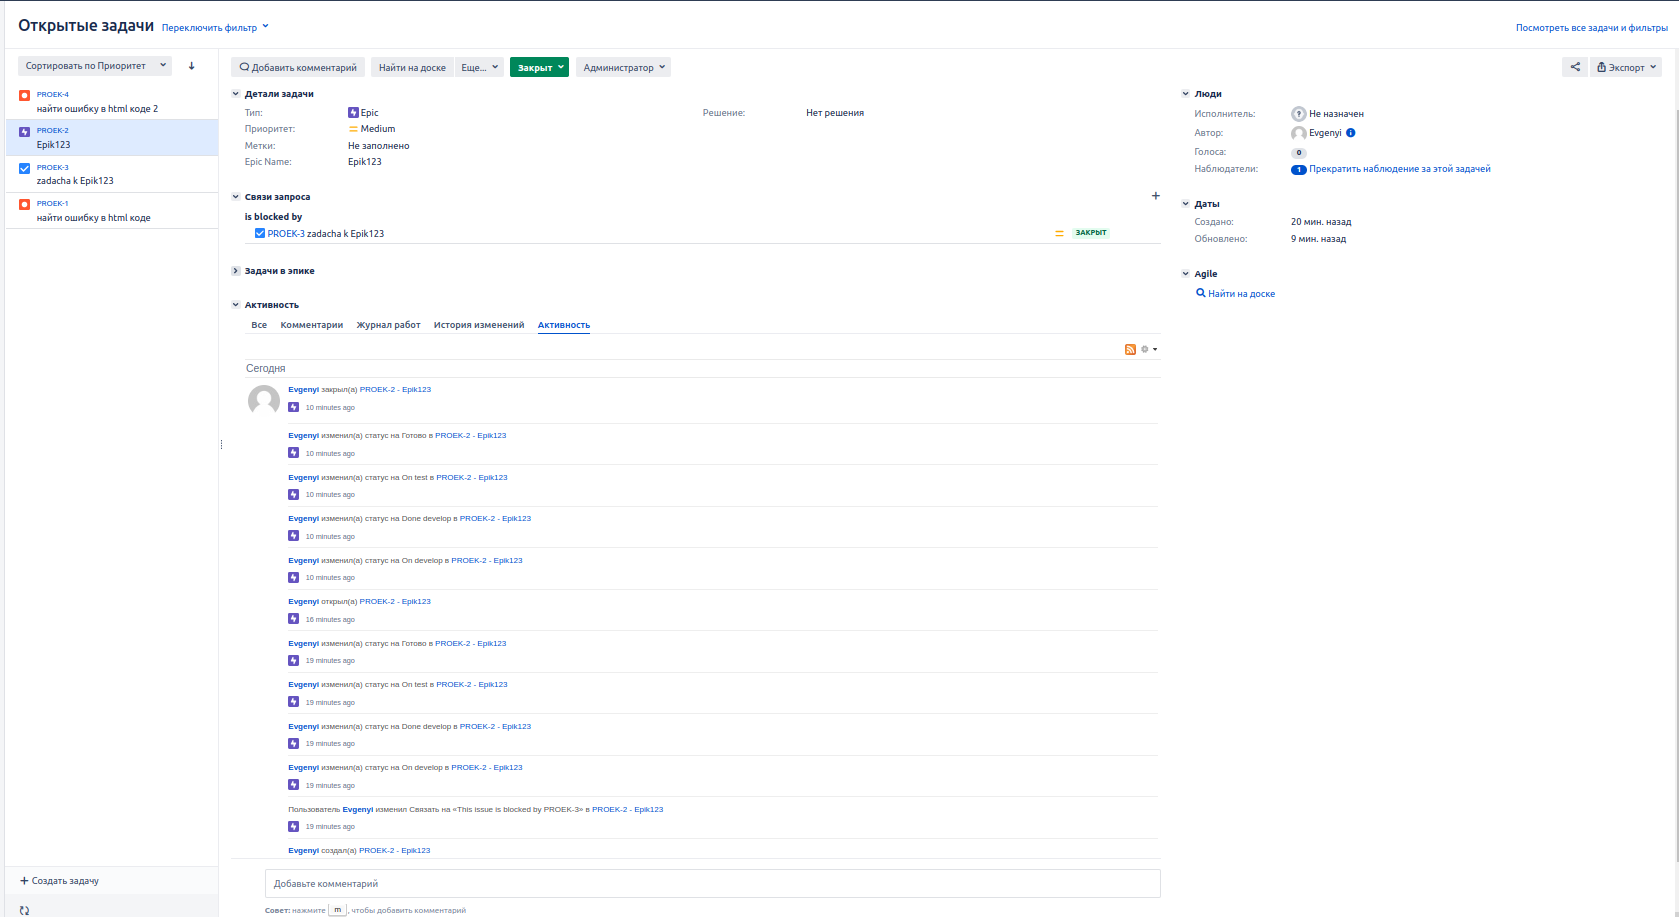 Открытые задачи Переключить фильтр
Посмотреть все задачи и фильтры
Сортировать по Приоритет
PROEK-4
найти ошибку в html коде 2
PROEK-2
Epik123
PROEK-3
zadacha k Epik123
PROEK-1
найти ошибку в html коде
Создать задачу
Добавить комментарий Найти на доске Еще... Закрыт Администратор
Экспорт
Детали задачи
Тип: Epic
Решение: Нет решения
Приоритет: Medium
Метки: Не заполнено
Epic Name: Epik123
Связи запроса
is blocked by
PROEK-3 zadacha k Epik123 ЗАКРЫТ
Задачи в эпике
Активность
Все Комментарии Журнал работ История изменений Активность
Сегодня
Evgenyi закрыл(а) PROEK-2 - Epik123
10 minutes ago
Evgenyi изменил(а) статус на Готово в PROEK-2 - Epik123
10 minutes ago
Evgenyi изменил(а) статус на On test в PROEK-2 - Epik123
10 minutes ago
Evgenyi изменил(а) статус на Done develop в PROEK-2 - Epik123
10 minutes ago
Evgenyi изменил(а) статус на On develop в PROEK-2 - Epik123
10 minutes ago
Evgenyi открыл(а) PROEK-2 - Epik123
16 minutes ago
Evgenyi изменил(а) статус на Готово в PROEK-2 - Epik123
19 minutes ago
Evgenyi изменил(а) статус на On test в PROEK-2 - Epik123
19 minutes ago
Evgenyi изменил(а) статус на Done develop в PROEK-2 - Epik123
19 minutes ago
Evgenyi изменил(а) статус на On develop в PROEK-2 - Epik123
19 minutes ago
Пользователь Evgenyi изменил Связать на «This issue is blocked by PROEK-3» в PROEK-2 - Epik123
19 minutes ago
Evgenyi создал(а) PROEK-2 - Epik123
Добавьте комментарий
Совет: нажмите m , чтобы добавить комментарий
Люди
Исполнитель: ? Не назначен
Автор: Evgenyi
Голоса: 0
Наблюдатели: 1 Прекратить наблюдение за этой задачей
Даты
Создано: 20 мин. назад
Обновлено: 9 мин. назад
Agile
Найти на доске